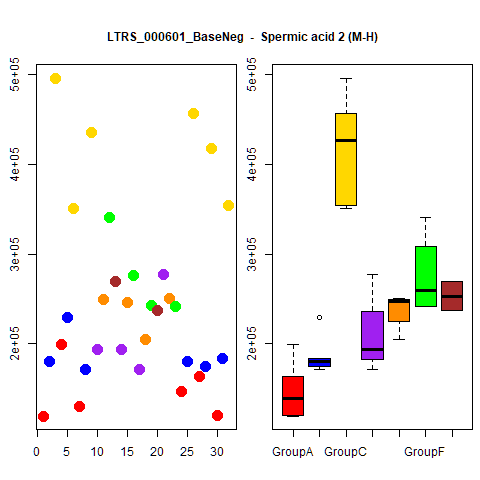 LTRS_000601_BaseNeg - Spermic acid 2 (M-H)
5e+05
4e+05
3e+05
2e+05
0 5 10 15 20 25 30
5e+05
4e+05
3e+05
2e+05
GroupA GroupC GroupF